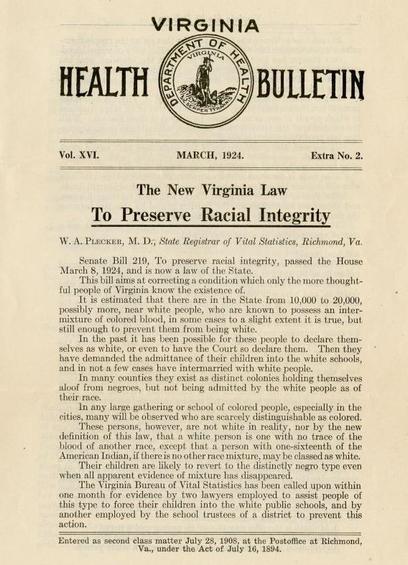 VIRGINIA
HEALTH BULLETIN
DEPARTMENT OF HEALTH
VIRGINIA
Vol. XVI. MARCH, 1924. Extra No. 2.
The New Virginia Law
To Preserve Racial Integrity
W. A. PLECKER, M. D., State Registrar of Vital Statistics, Richmond, Va.
Senate Bill 219, To preserve racial integrity, passed the House
March 8, 1924, and is now a law of the State.
This bill aims at correcting a condition which only the more thought-
ful people of Virginia know the existence of.
It is estimated that there are in the State from 10,000 to 20,000,
possibly more, near white people, who are known to possess an inter-
mixture of colored blood, in some cases to a slight extent it is true, but
still enough to prevent them from being white.
In the past it has been possible for these people to declare them-
selves as white, or even to have the Court so declare them. Then they
have demanded the admittance of their children into the white schools,
and in not a few cases have intermarried with white people.
In many counties they exist as distinct colonies holding themselves
aloof from negroes, but not being admitted by the white people as of
their race.
In any large gathering or school of colored people, especially in the
cities, many will be observed who are scarcely distinguishable as colored.
These persons, however, are not white in reality, nor by the new
definition of this law, that a white person is one with no trace of the
blood of another race, except that a person with one-sixteenth of the
American Indian, if there is no other race mixture, may be classed as white.
Their children are likely to revert to the distinctly negro type even
when all apparent evidence of mixture has disappeared.
The Virginia Bureau of Vital Statistics has been called upon within
one month for evidence by two lawyers employed to assist people of
this type to force their children into the white public schools, and by
another employed by the school trustees of a district to prevent this
action.
Entered as second class matter July 28, 1908, at the Postoffice at Richmond,
Va., under the Act of July 16, 1894.